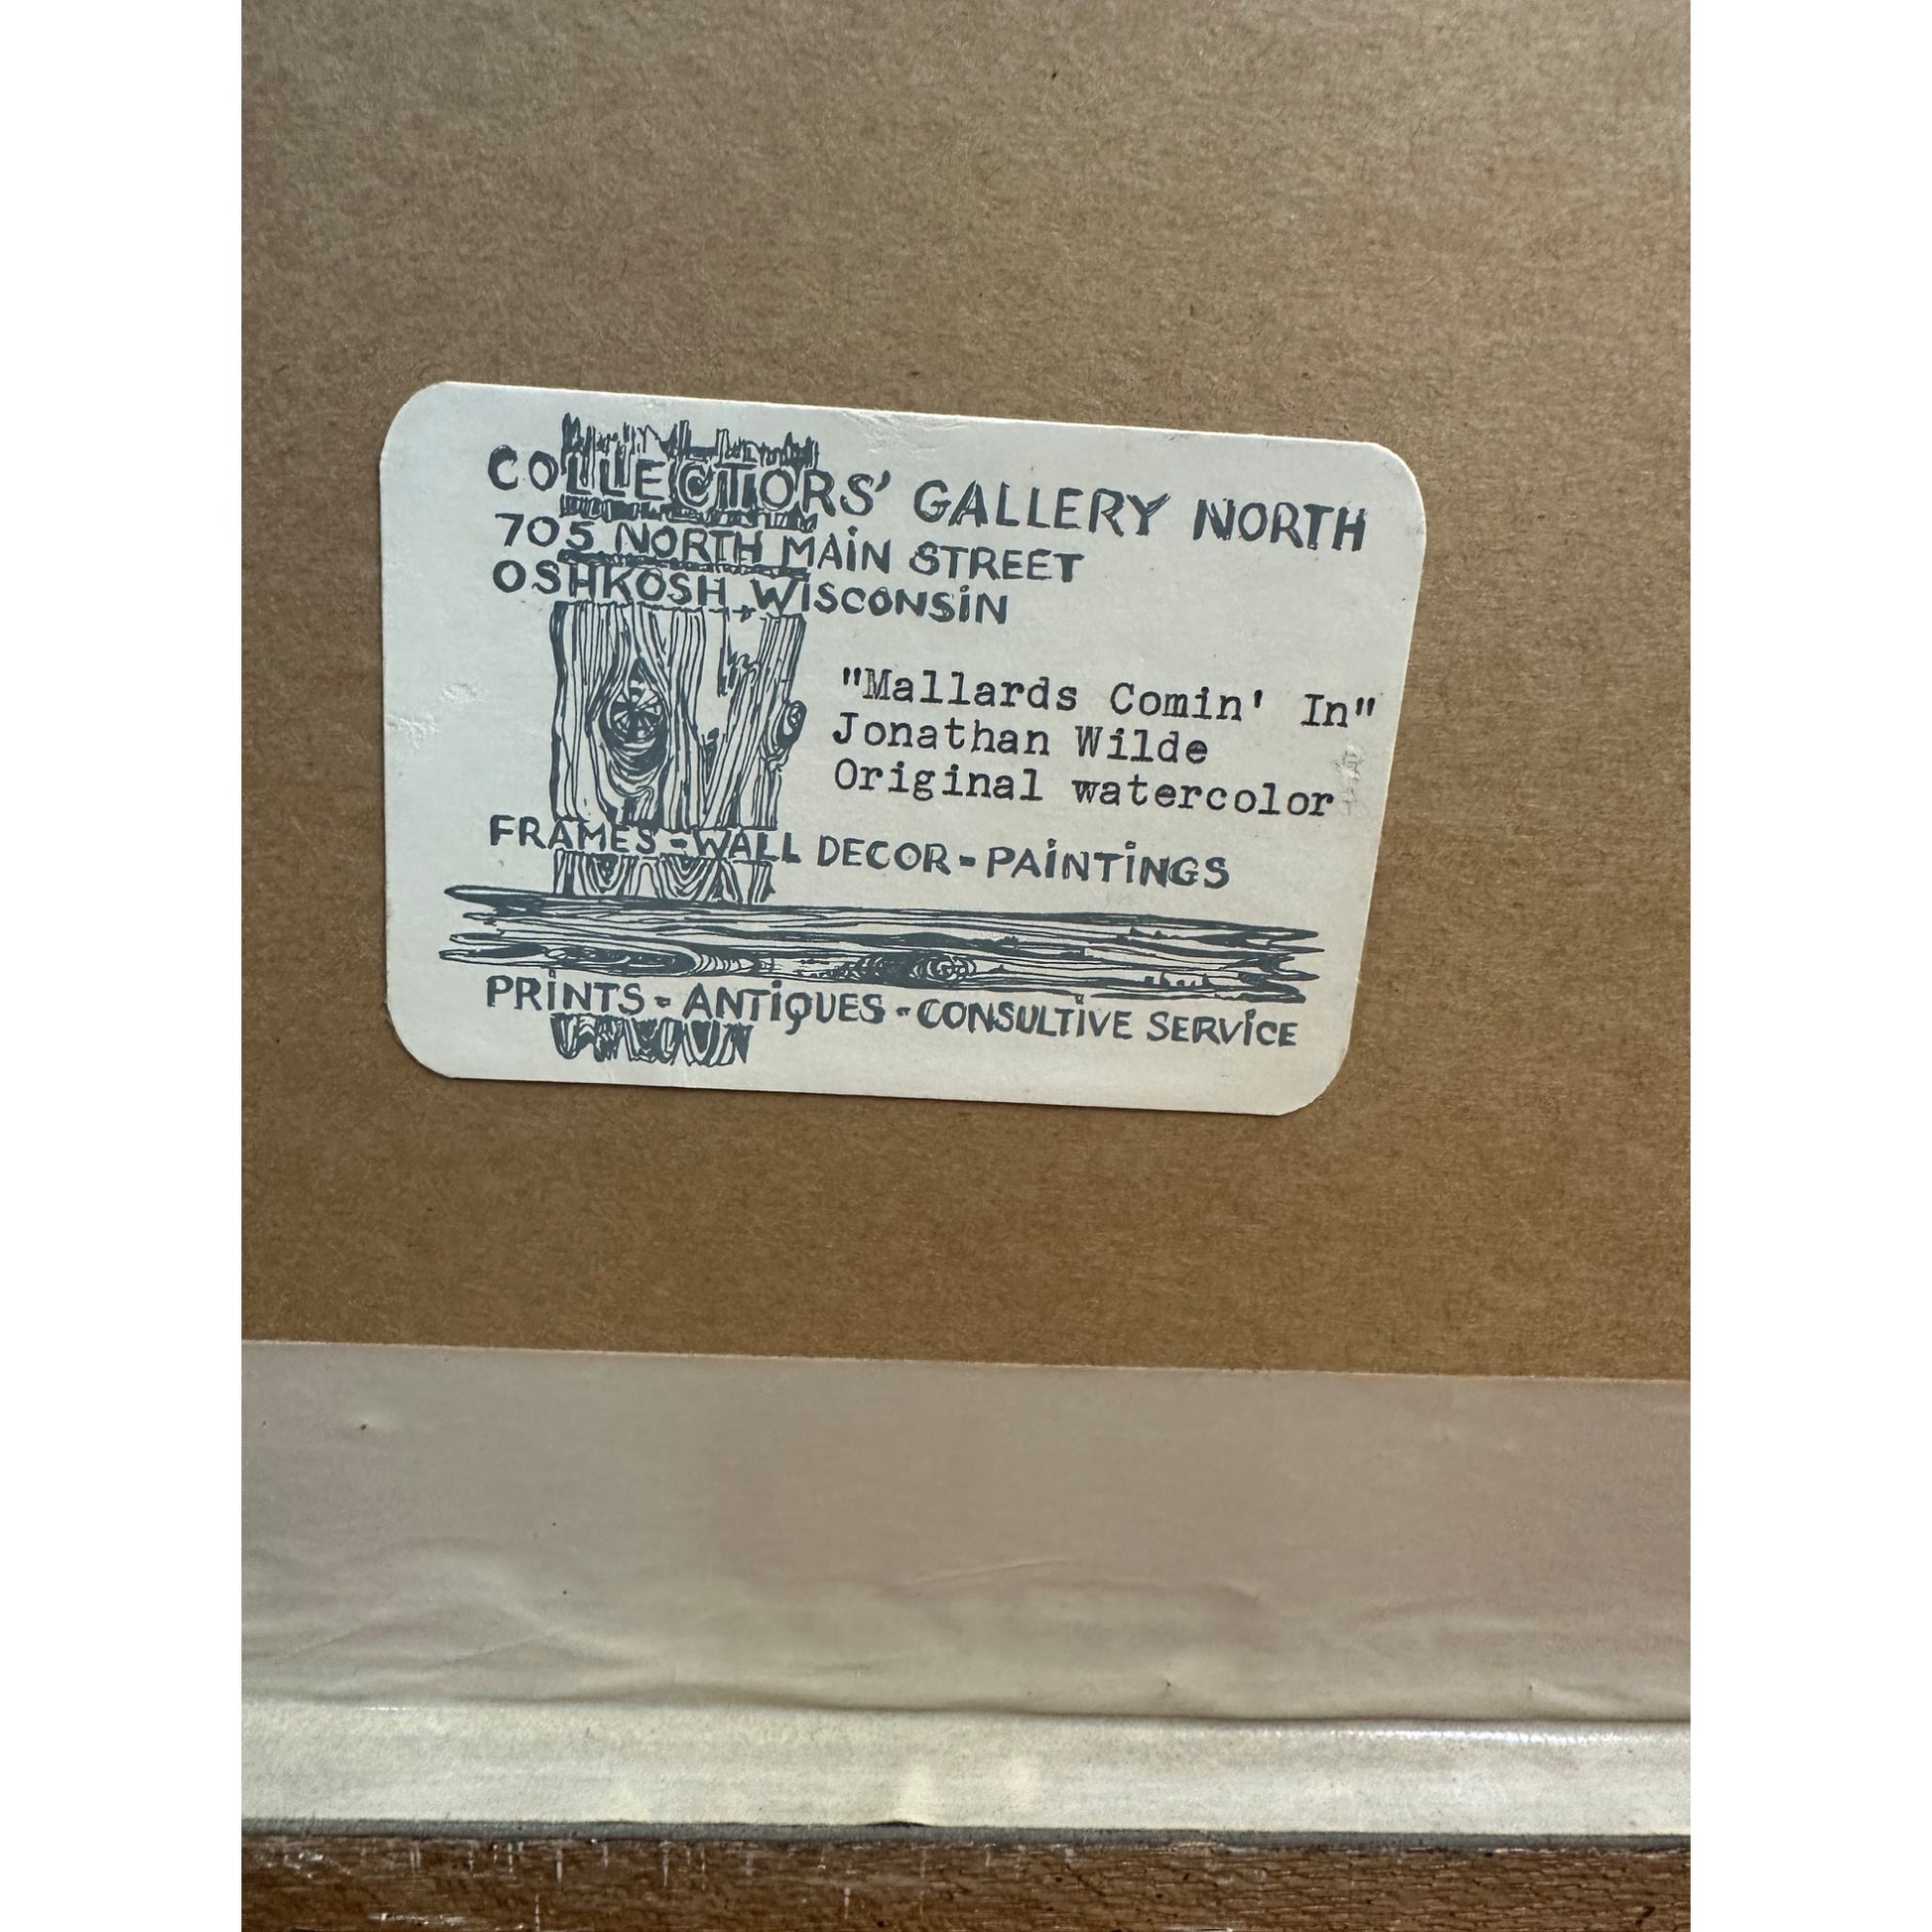 COLLECTORS' GALLERY NORTH
705 NORTH MAIN STREET
OSHKOSH, WISCONSIN
"Mallards Comin' In"
Jonathan Wilde
Original watercolor
FRAMES - WALL DECOR - PAINTINGS
PRINTS - ANTIQUES - CONSULTIVE SERVICE